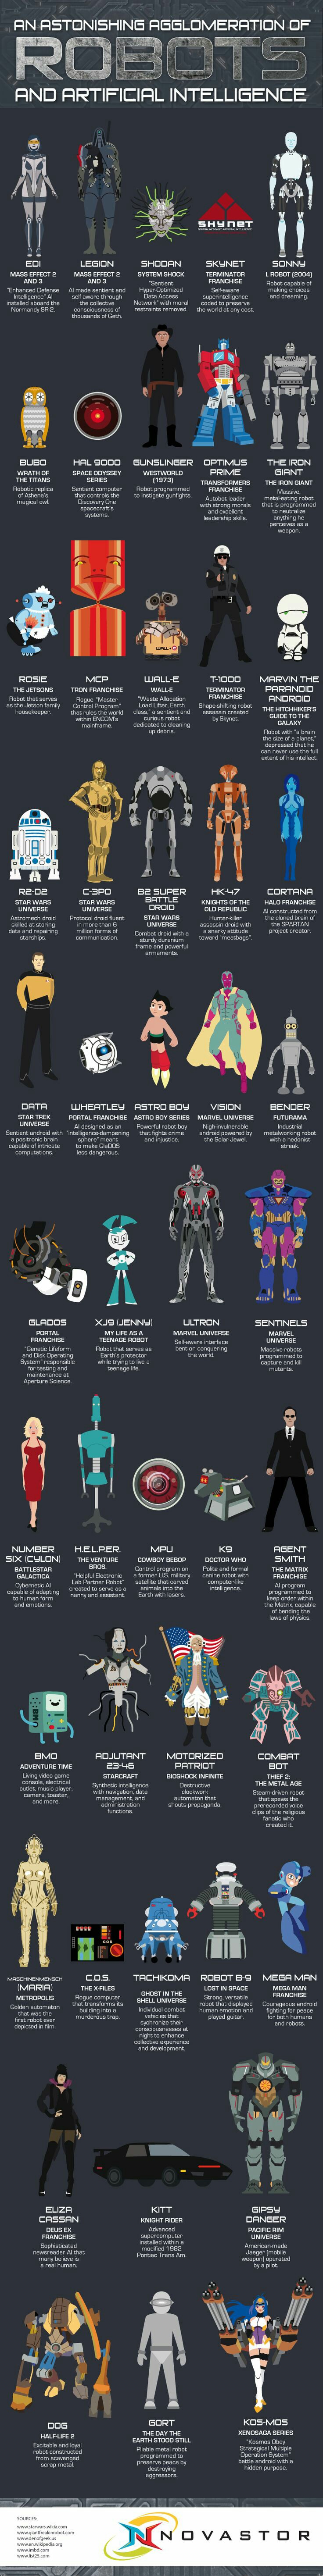 AN ASTONISHING AGGLOMERATION OF
ROBOTS
AND ARTIFICIAL INTELLIGENCE
EDI
MASS EFFECT 2
AND 3
"Enhanced Defense
Intelligence" AI
installed aboard the
Normandy SR-2.
LEGION
MASS EFFECT 2
AND 3
AI made sentient and
self-aware through
the collective
consciousness of
thousands of Geth.
SHODAN
SYSTEM SHOCK
"Sentient
Hyper-Optimized
Data Access
Network" with moral
restraints removed.
SKYNET
SKYNET
TERMINATOR
FRANCHISE
Self-aware
superintelligence
coded to preserve
the world at any cost.
SONNY
I, ROBOT (2004)
Robot capable of
making choices
and dreaming.
BUBO
WRATH OF
THE TITANS
Robotic replica
of Athena's
magical owl.
HAL 9000
SPACE ODYSSEY
SERIES
Sentient computer
that controls the
Discovery One
spacecraft's
systems.
GUNSLINGER
WESTWORLD
(1973)
Robot programmed
to instigate gunfights.
OPTIMUS
PRIME
TRANSFORMERS
FRANCHISE
Autobot leader
with strong morals
and excellent
leadership skills.
THE IRON
GIANT
THE IRON GIANT
Massive,
metal-eating robot
that is programmed
to neutralize
anything he
perceives as a
weapon.
ROSIE
THE JETSONS
Robot that serves
as the Jetson family
housekeeper.
MCP
TRON FRANCHISE
Rogue "Master
Control Program"
that rules the world
within ENCOM's
mainframe.
WALL-E
WALL-E
WALL-E
"Waste Allocation
Load Lifter, Earth
class," a sentient and
curious robot
dedicated to cleaning
up debris.
T-1000
TERMINATOR
FRANCHISE
Shape-shifting robot
assassin created
by Skynet.
MARVIN THE
PARANOID
ANDROID
THE HITCHHIKER'S
GUIDE TO THE
GALAXY
Robot with "a brain
the size of a planet,"
depressed that he
can never use the full
extent of his intellect.
R2-D2
STAR WARS
UNIVERSE
Astromech droid
skilled at storing
data and repairing
starships.
C-3PO
STAR WARS
UNIVERSE
Protocol droid fluent
in more than 6
million forms of
communication.
B2 SUPER
BATTLE
DROID
STAR WARS
UNIVERSE
Combat droid with a
sturdy duranium
frame and powerful
armaments.
HK-47
KNIGHTS OF THE
OLD REPUBLIC
Hunter-killer
assassin droid with
a snarky attitude
toward "meatbags".
CORTANA
HALO FRANCHISE
AI constructed from
the cloned brain of
the SPARTAN
project creator.
DATA
STAR TREK
UNIVERSE
Sentient android with
a positronic brain
capable of intricate
computations.
WHEATLEY
PORTAL FRANCHISE
AI designed as an
"intelligence-dampening
sphere" meant
to make GlaDOS
less dangerous.
ASTRO BOY
ASTRO BOY SERIES
Powerful robot boy
that fights crime
and injustice.
VISION
MARVEL UNIVERSE
Nigh-invulnerable
android powered by
the Solar Jewel.
BENDER
FUTURAMA
Industrial
metalworking robot
with a hedonist
streak.
GLADOS
PORTAL
FRANCHISE
"Genetic Lifeform
and Disk Operating
System" responsible
for testing and
maintenance at
Aperture Science.
XJ9 (JENNY)
MY LIFE AS A
TEENAGE ROBOT
Robot that serves as
Earth's protector
while trying to live a
teenage life.
ULTRON
MARVEL UNIVERSE
Self-aware interface
bent on conquering
the world.
SENTINELS
MARVEL
UNIVERSE
Massive robots
programmed to
capture and kill
mutants.
NUMBER
SIX (CYLON)
BATTLESTAR
GALACTICA
Cybernetic AI
capable of adapting
to human form
and emotions.
H.E.L.P.ER.
THE VENTURE
BROS.
"Helpful Electronic
Lab Partner Robot"
created to serve as a
nanny and assistant.
MPU
COWBOY BEBOP
Control program on
a former U.S. military
satellite that carved
animals into the
Earth with lasers.
K9
DOCTOR WHO
Polite and formal
canine robot with
computer-like
intelligence.
AGENT
SMITH
THE MATRIX
FRANCHISE
AI program
programmed to
keep order within
the Matrix, capable
of bending the
laws of physics.
BMO
BMO
ADVENTURE TIME
Living video game
console, electrical
outlet, music player,
camera, toaster,
and more.
ADJUTANT
23-46
STARCRAFT
Synthetic intelligence
with navigation, data
management, and
administration
functions.
MOTORIZED
PATRIOT
BIOSHOCK INFINITE
Destructive
clockwork
automaton that
shouts propaganda.
COMBAT
BOT
THIEF 2:
THE METAL AGE
Steam-driven robot
that spews the
prerecorded voice
clips of the religious
fanatic who
created it.
MASCHINENMENSCH
(MARIA)
METROPOLIS
Golden automaton
that was the
first robot ever
depicted in film.
C.O.S.
THE X-FILES
Rogue computer
that transforms its
building into a
murderous trap.
TACHIKOMA
GHOST IN THE
SHELL UNIVERSE
Individual combat
vehicles that
sychronize their
consciousnesses at
night to enhance
collective experience
and development.
ROBOT B-9
LOST IN SPACE
Strong, versatile
robot that displayed
human emotion and
played guitar.
MEGA MAN
MEGA MAN
FRANCHISE
Courageous android
fighting for peace
for both humans
and robots.
ELIZA
CASSAN
DEUS EX
FRANCHISE
Sophisticated
newsreader AI that
many believe is
a real human.
KITT
KNIGHT RIDER
Advanced
supercomputer
installed within a
modified 1982
Pontiac Trans Am.
GIPSY
DANGER
PACIFIC RIM
UNIVERSE
American-made
Jaeger (mobile
weapon) operated
by a pilot.
DOG
HALF-LIFE 2
Excitable and loyal
robot constructed
from scavenged
scrap metal.
GORT
THE DAY THE
EARTH STOOD STILL
Pliable metal robot
programmed to
preserve peace by
destroying
aggressors.
KOS-MOS
XENOSAGA SERIES
"Kosmos Obey
Strategical Multiple
Operation System"
battle android with a
hidden purpose.
SOURCES:
www.starwars.wikia.com
www.giantfreakinrobot.com
www.denofgeek.us
www.en.wikipedia.org
www.imbd.com
www.list25.com
NOVASTOR